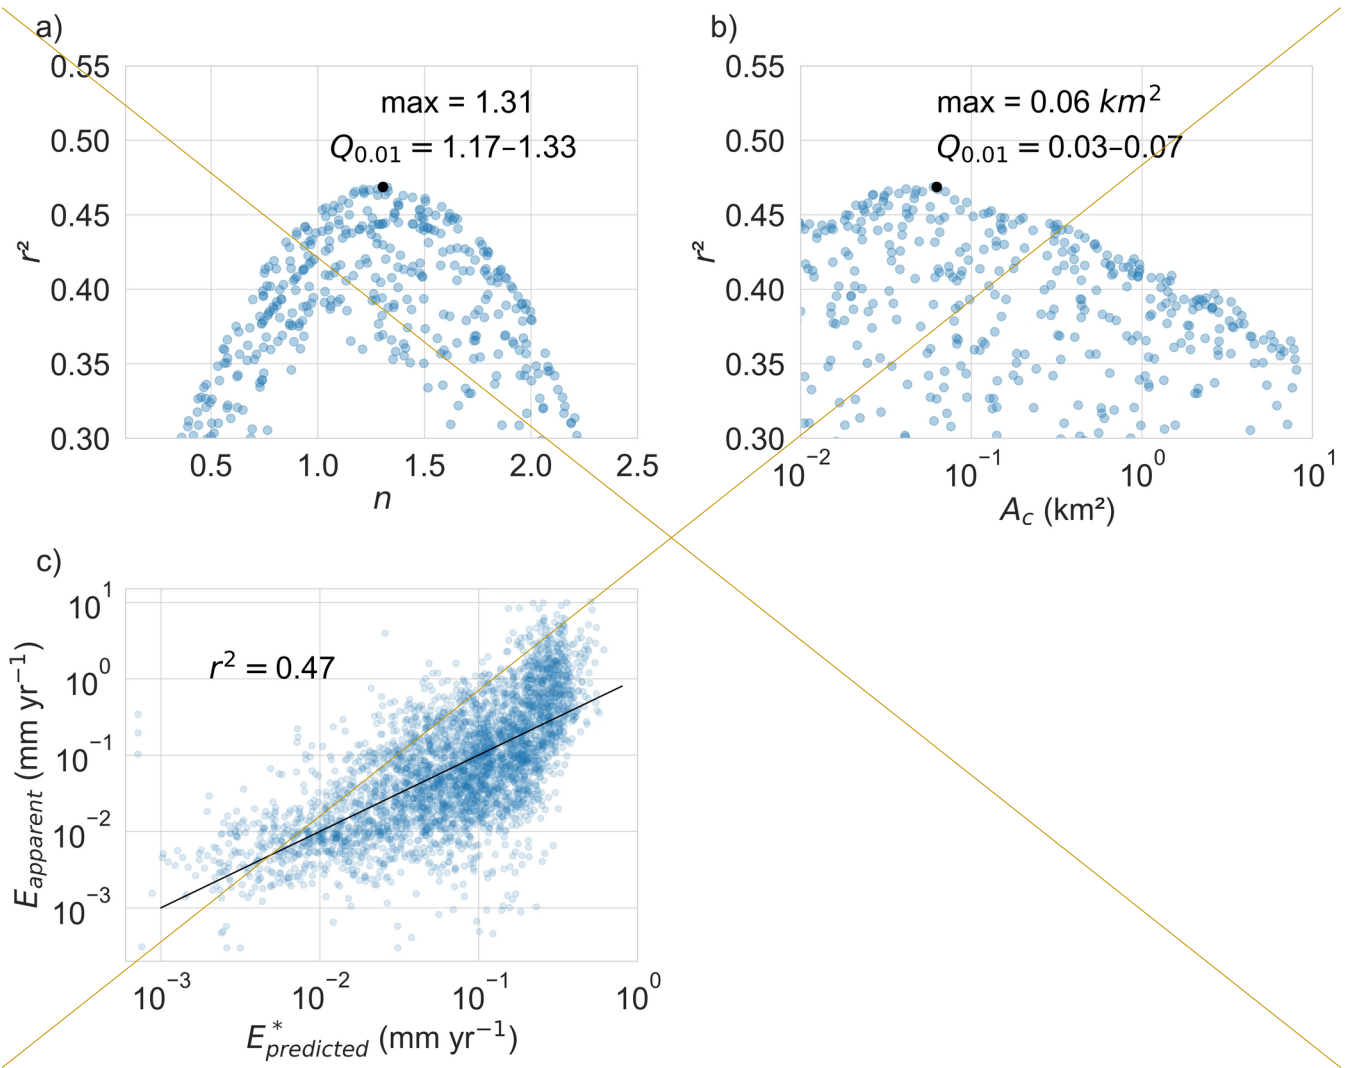 a)
0.55
0.50
0.45
0.40
0.35
0.30
r²
max = 1.31
Q0.01 = 1.17–1.33
0.5 1.0 1.5 2.0 2.5
n
b)
0.55
0.50
0.45
0.40
0.35
0.30
r²
max = 0.06 km²
Q0.01 = 0.03–0.07
10⁻² 10⁻¹ 10⁰ 10¹
Ac (km²)
c)
10¹
10⁰
10⁻¹
10⁻²
10⁻³
Eapparent (mm yr⁻¹)
r² = 0.47
10⁻³ 10⁻² 10⁻¹ 10⁰
E*predicted (mm yr⁻¹)